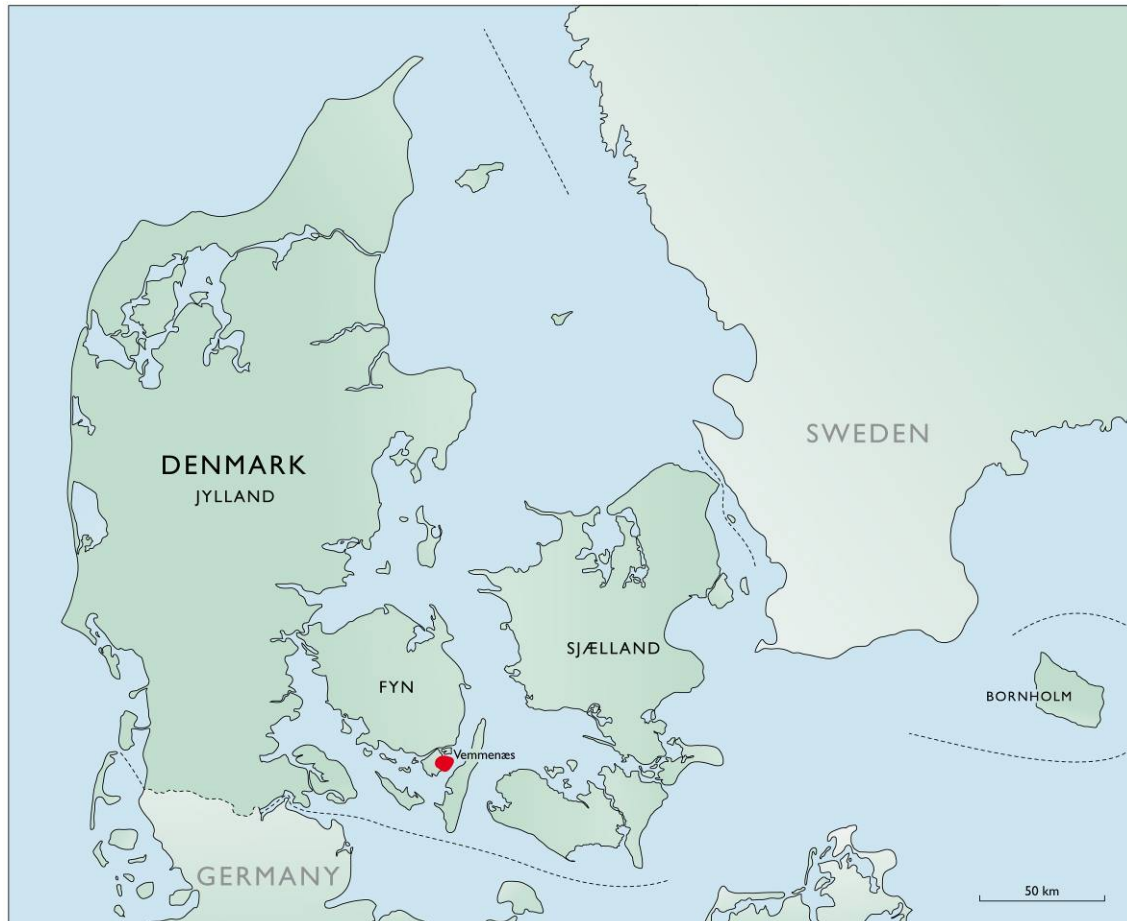 SWEDEN
DENMARK
JYLLAND
SJÆLLAND
FYN
BORNHOLM
Vemmenæs
GERMANY
50 km